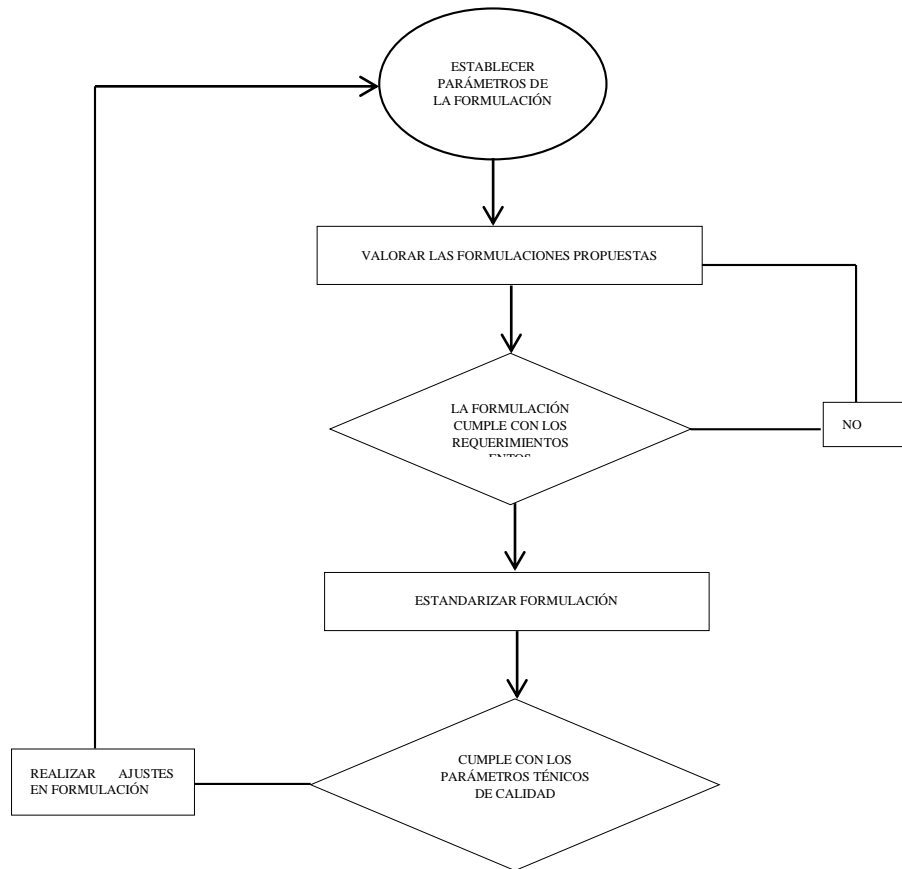 ESTABLECER
PARÁMETROS DE
LA FORMULACIÓN
VALORAR LAS FORMULACIONES PROPUESTAS
LA FORMULACIÓN
CUMPLE CON LOS
REQUERIMIENTOS
ENTOS
NO
ESTANDARIZAR FORMULACIÓN
CUMPLE CON LOS
PARÁMETROS TÉNICOS
DE CALIDAD
REALIZAR AJUSTES
EN FORMULACIÓN